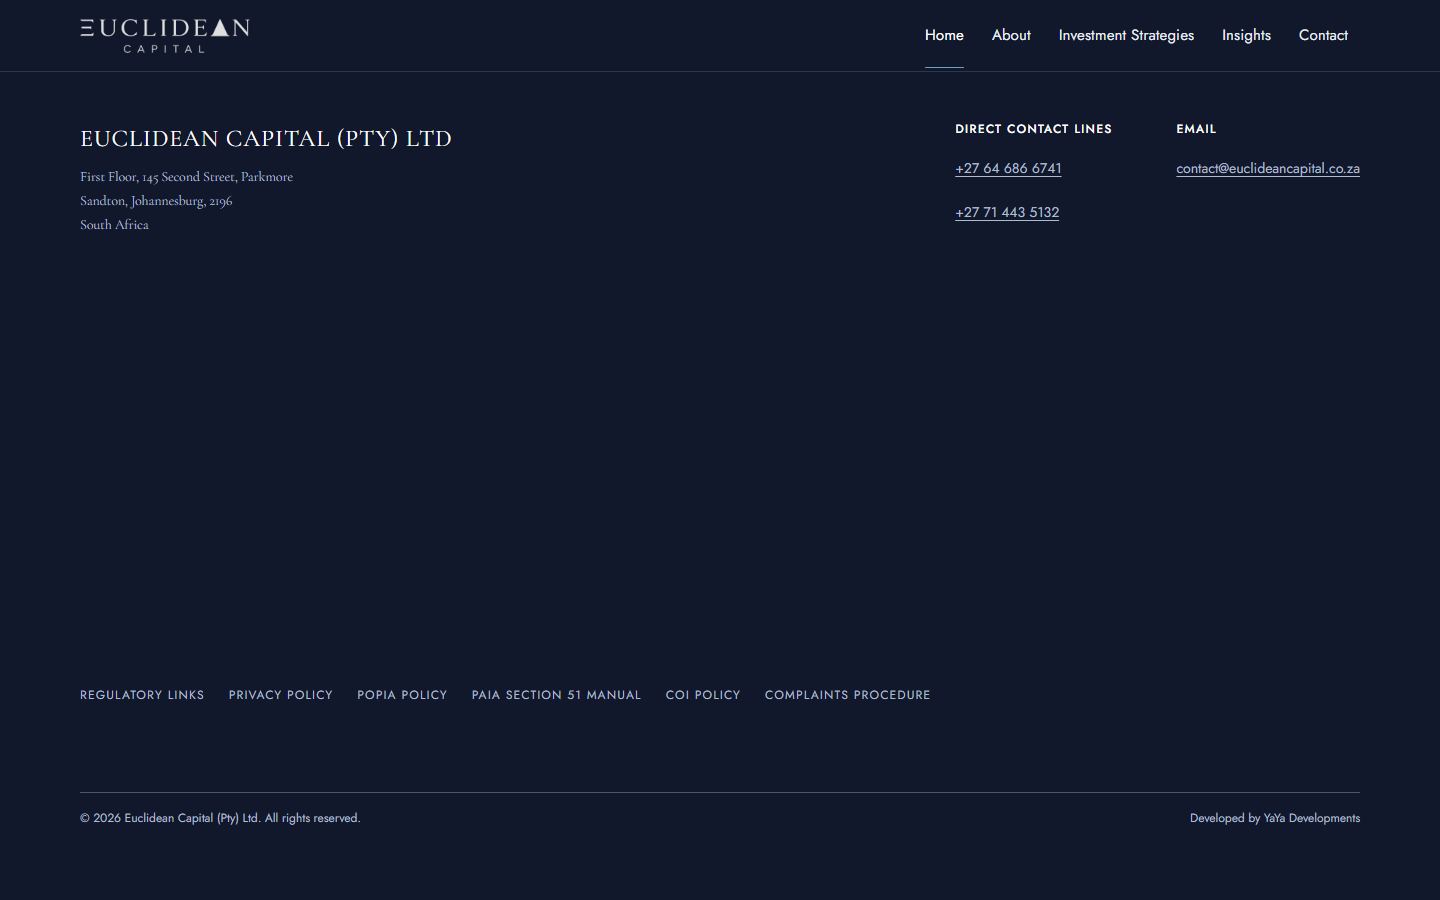 EUCLIDEAN
CAPITAL
Home About Investment Strategies Insights Contact
EUCLIDEAN CAPITAL (PTY) LTD
First Floor, 145 Second Street, Parkmore
Sandton, Johannesburg, 2196
South Africa
DIRECT CONTACT LINES
+27 64 686 6741
+27 71 443 5132
EMAIL
contact@euclideancapital.co.za
REGULATORY LINKS PRIVACY POLICY POPIA POLICY PAIA SECTION 51 MANUAL COI POLICY COMPLAINTS PROCEDURE
© 2026 Euclidean Capital (Pty) Ltd. All rights reserved.
Developed by YaYa Developments